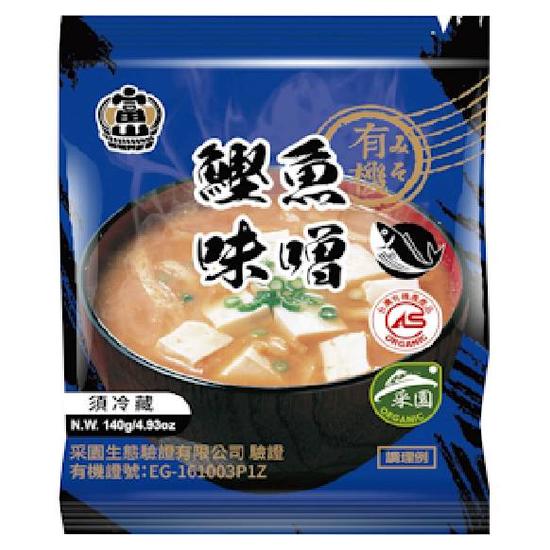 富山
有機
みそ
鰹魚
味噌
台灣有機農產品
AS
ORGANIC
采園
ORGANIC
須冷藏
N.W. 140g/4.93oz
采園生態驗證有限公司 驗證
有機證號:EG-161003P1Z
調理例